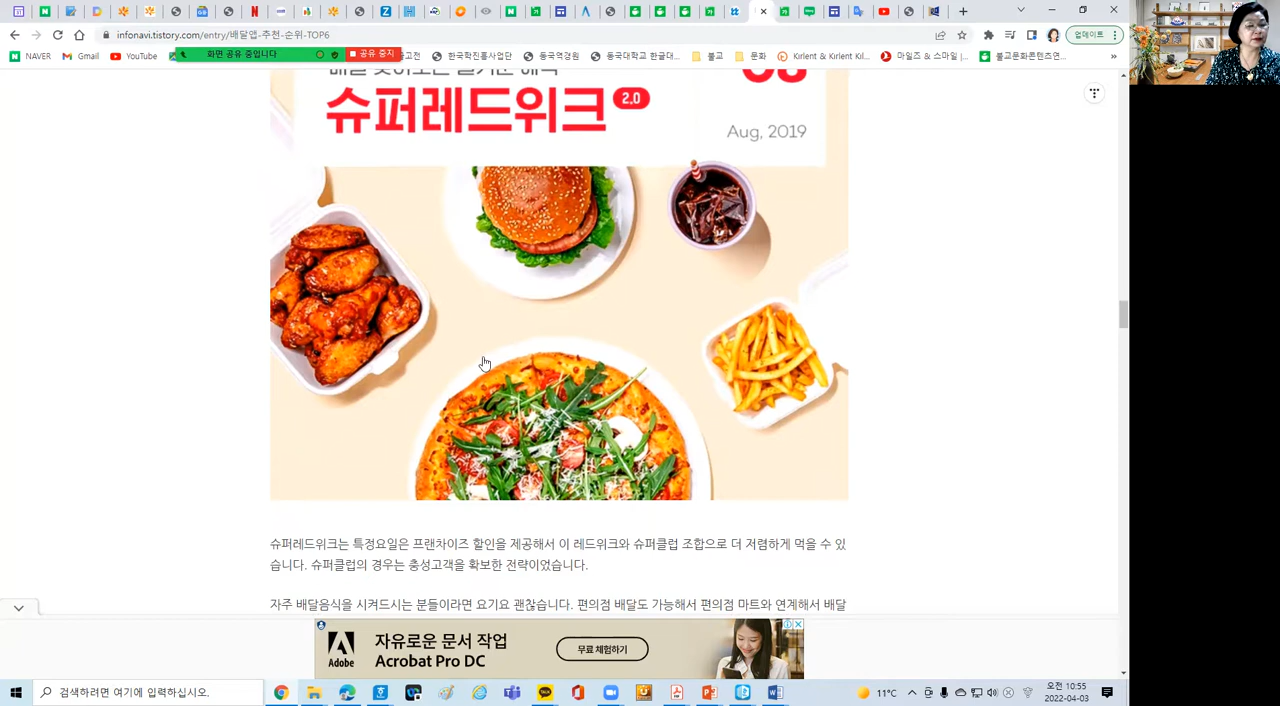 infonavi.tistory.com/entry/배달앱-추천-순위-TOP6
업데이트
NAVER
Gmail
YouTube
화면 공유 중입니다
공유 중지
한국학진흥사업단
동국역경원
동국대학교 한글대...
불교
문화
Kirlent & Kirlent Kil...
마일즈 & 스마일 |...
불교문화콘텐츠연...
»
슈퍼레드위크 2.0
Aug, 2019
슈퍼레드위크는 특정요일은 프랜차이즈 할인을 제공해서 이 레드위크와 슈퍼클럽 조합으로 더 저렴하게 먹을 수 있
습니다. 슈퍼클럽의 경우는 충성고객을 확보한 전략이었습니다.
자주 배달음식을 시켜드시는 분들이라면 요기요 괜찮습니다. 편의점 배달도 가능해서 편의점 마트와 연계해서 배달
Adobe
자유로운 문서 작업
Acrobat Pro DC
무료 체험하기
검색하려면 여기에 입력하십시오.
11°C
오전 10:55
2022-04-03